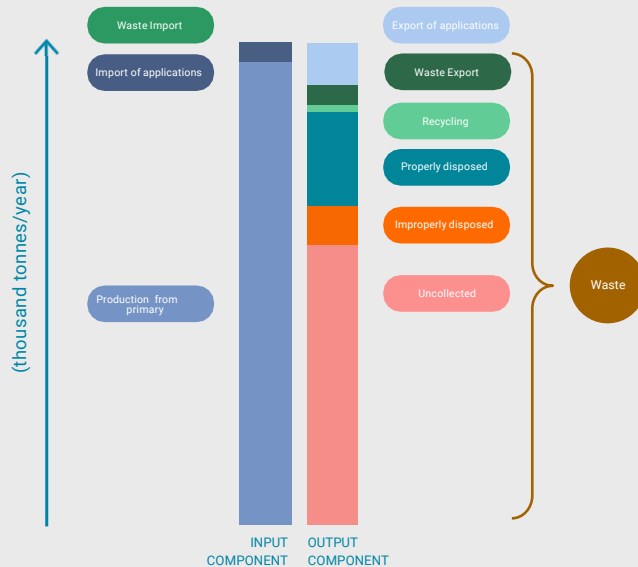 Waste Import
Export of applications
Import of applications
Waste Export
Recycling
Properly disposed
Improperly disposed
(thousand tonnes/year)
Waste
Production from
primary
Uncollected
INPUT
COMPONENT
OUTPUT
COMPONENT